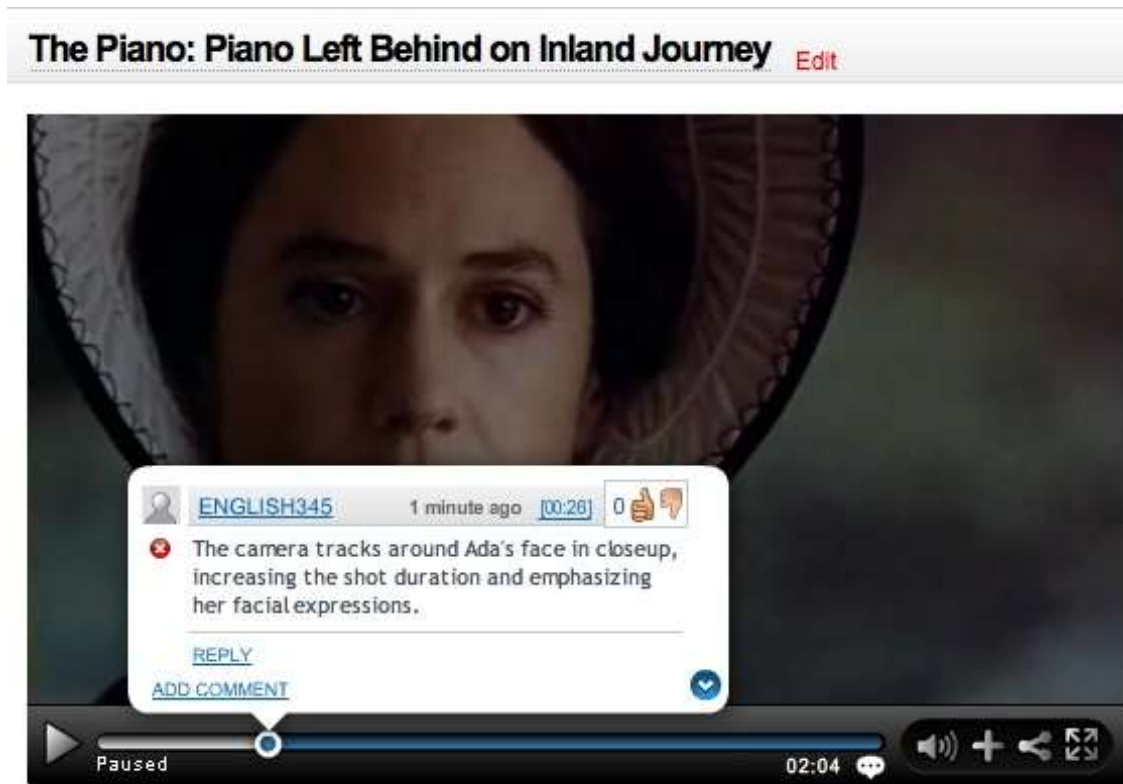 The Piano: Piano Left Behind on Inland Journey Edit
ENGLISH345 1 minute ago [00:26] 0
The camera tracks around Ada's face in closeup,
increasing the shot duration and emphasizing
her facial expressions.
REPLY
ADD COMMENT
Paused 02:04